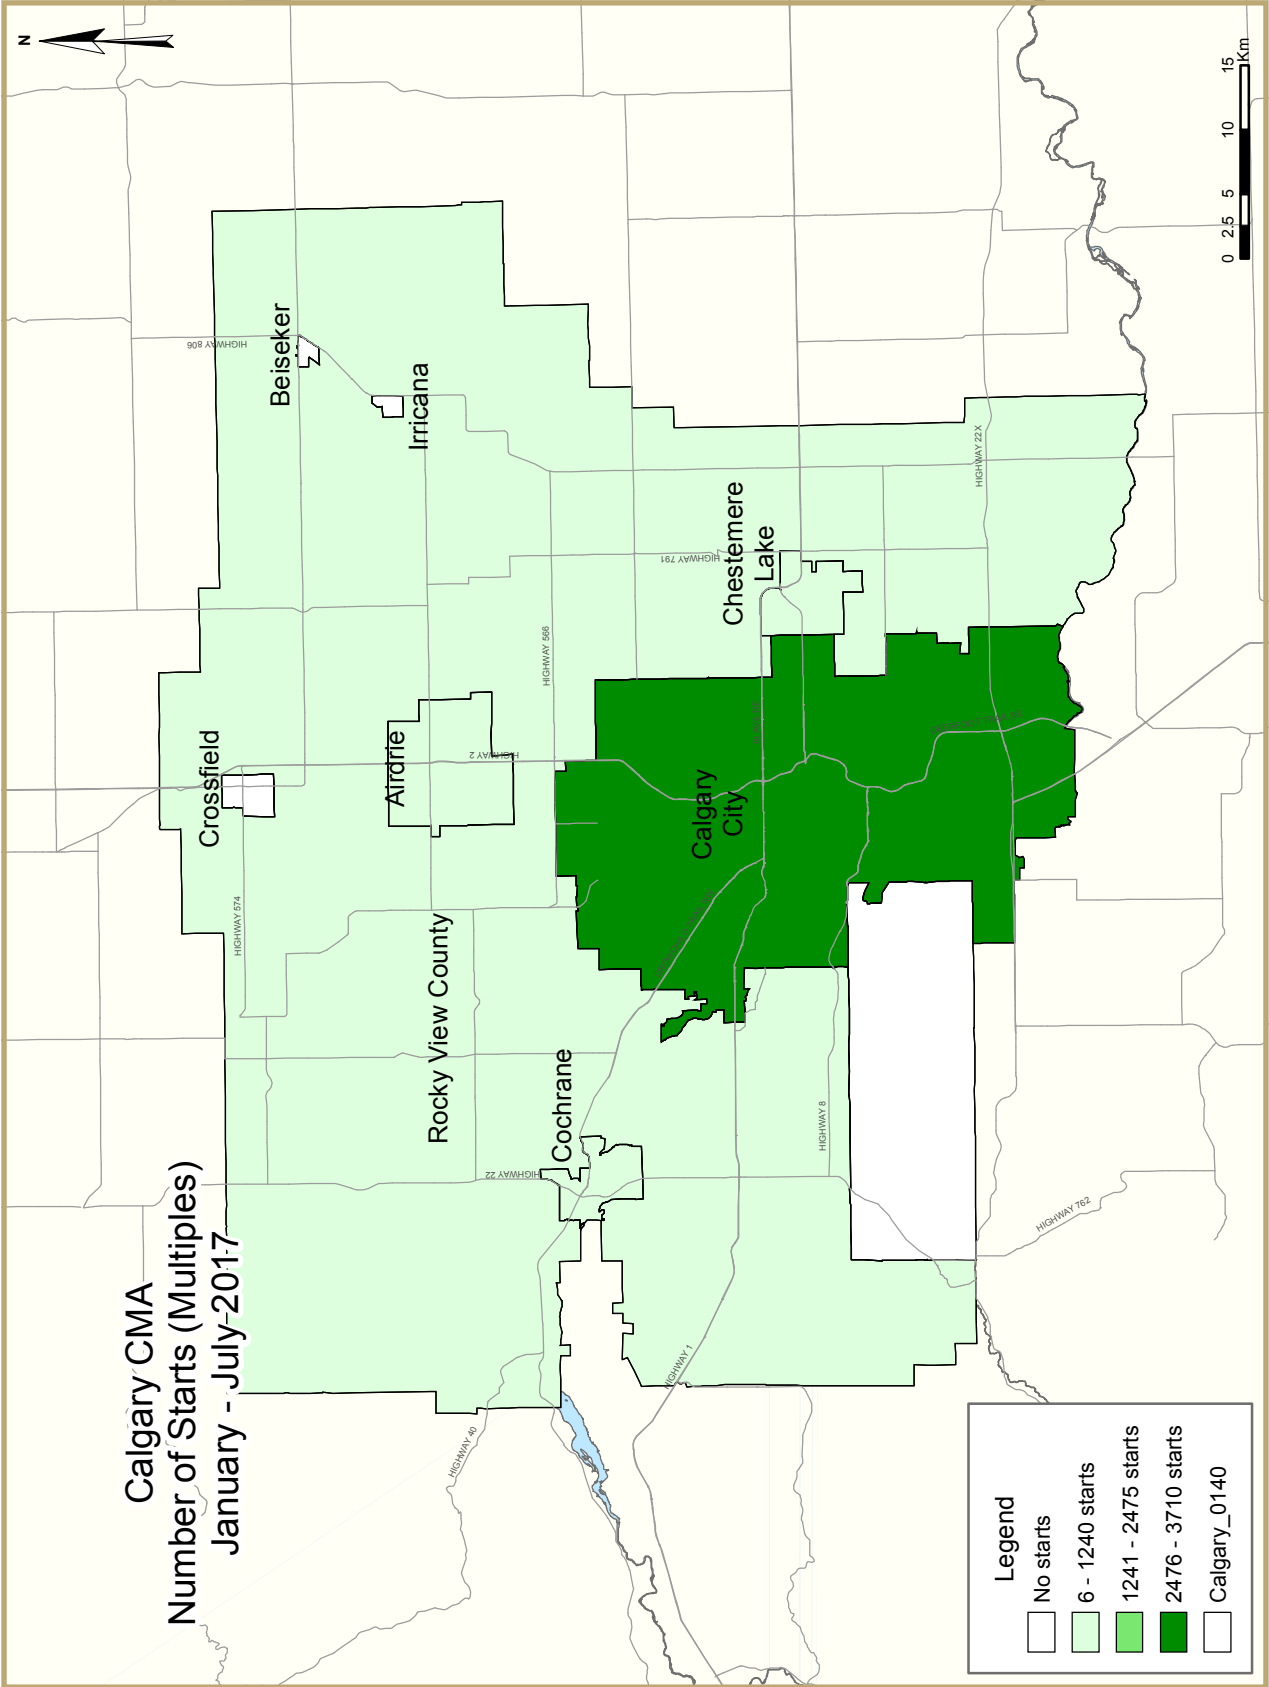 Calgary CMA
Number of Starts (Multiples)
January - July 2017
N
Crossfield
Beiseker
Irricana
Airdrie
Rocky View County
Cochrane
Calgary
City
Chestemere
Lake
HIGHWAY 574
HIGHWAY 806
HIGHWAY 2
HIGHWAY 566
HIGHWAY 791
HIGHWAY 22
HIGHWAY 40
HIGHWAY 1
HIGHWAY 8
HIGHWAY 22X
HIGHWAY 762
Legend
No starts
6 - 1240 starts
1241 - 2475 starts
2476 - 3710 starts
Calgary_0140
0 2.5 5 10 15
Km